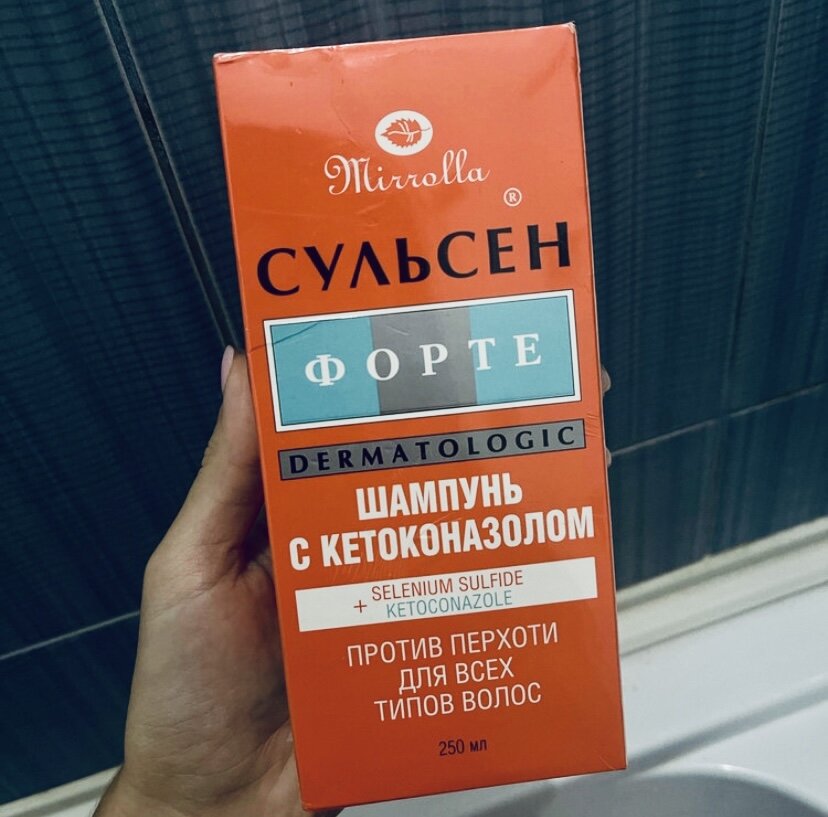 Mirrolla
®
СУЛЬСЕН
ФОРТЕ
DERMATOLOGIC
ШАМПУНЬ
С КЕТОКОНАЗОЛОМ
+ SELENIUM SULFIDE
KETOCONAZOLE
ПРОТИВ ПЕРХОТИ
ДЛЯ ВСЕХ
ТИПОВ ВОЛОС
250 мл